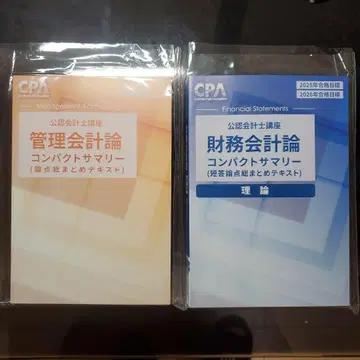 CPA
Management Accounting
公認会計士講座
管理会計論
コンパクトサマリー
(論点総まとめテキスト)
CPA
2025年合格目標
2026年合格目標
Financial Statements
公認会計士講座
財務会計論
コンパクトサマリー
(短答論点総まとめテキスト)
理論